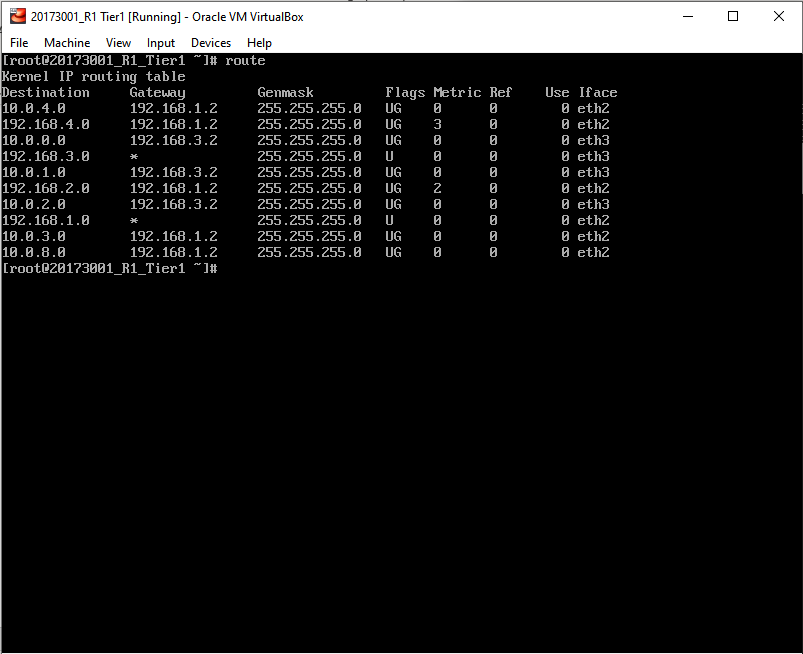 20173001_R1 Tier1 [Running] - Oracle VM VirtualBox
File Machine View Input Devices Help
[root@20173001_R1_Tier1 ~]# route
Kernel IP routing table
Destination Gateway Genmask Flags Metric Ref Use Iface
10.0.4.0 192.168.1.2 255.255.255.0 UG 0 0 0 eth2
192.168.4.0 192.168.1.2 255.255.255.0 UG 3 0 0 eth2
10.0.0.0 192.168.3.2 255.255.255.0 UG 0 0 0 eth3
192.168.3.0 * 255.255.255.0 U 0 0 0 eth3
10.0.1.0 192.168.3.2 255.255.255.0 UG 0 0 0 eth3
192.168.2.0 192.168.1.2 255.255.255.0 UG 2 0 0 eth2
10.0.2.0 192.168.3.2 255.255.255.0 UG 0 0 0 eth3
192.168.1.0 * 255.255.255.0 U 0 0 0 eth2
10.0.3.0 192.168.1.2 255.255.255.0 UG 0 0 0 eth2
10.0.8.0 192.168.1.2 255.255.255.0 UG 0 0 0 eth2
[root@20173001_R1_Tier1 ~]#